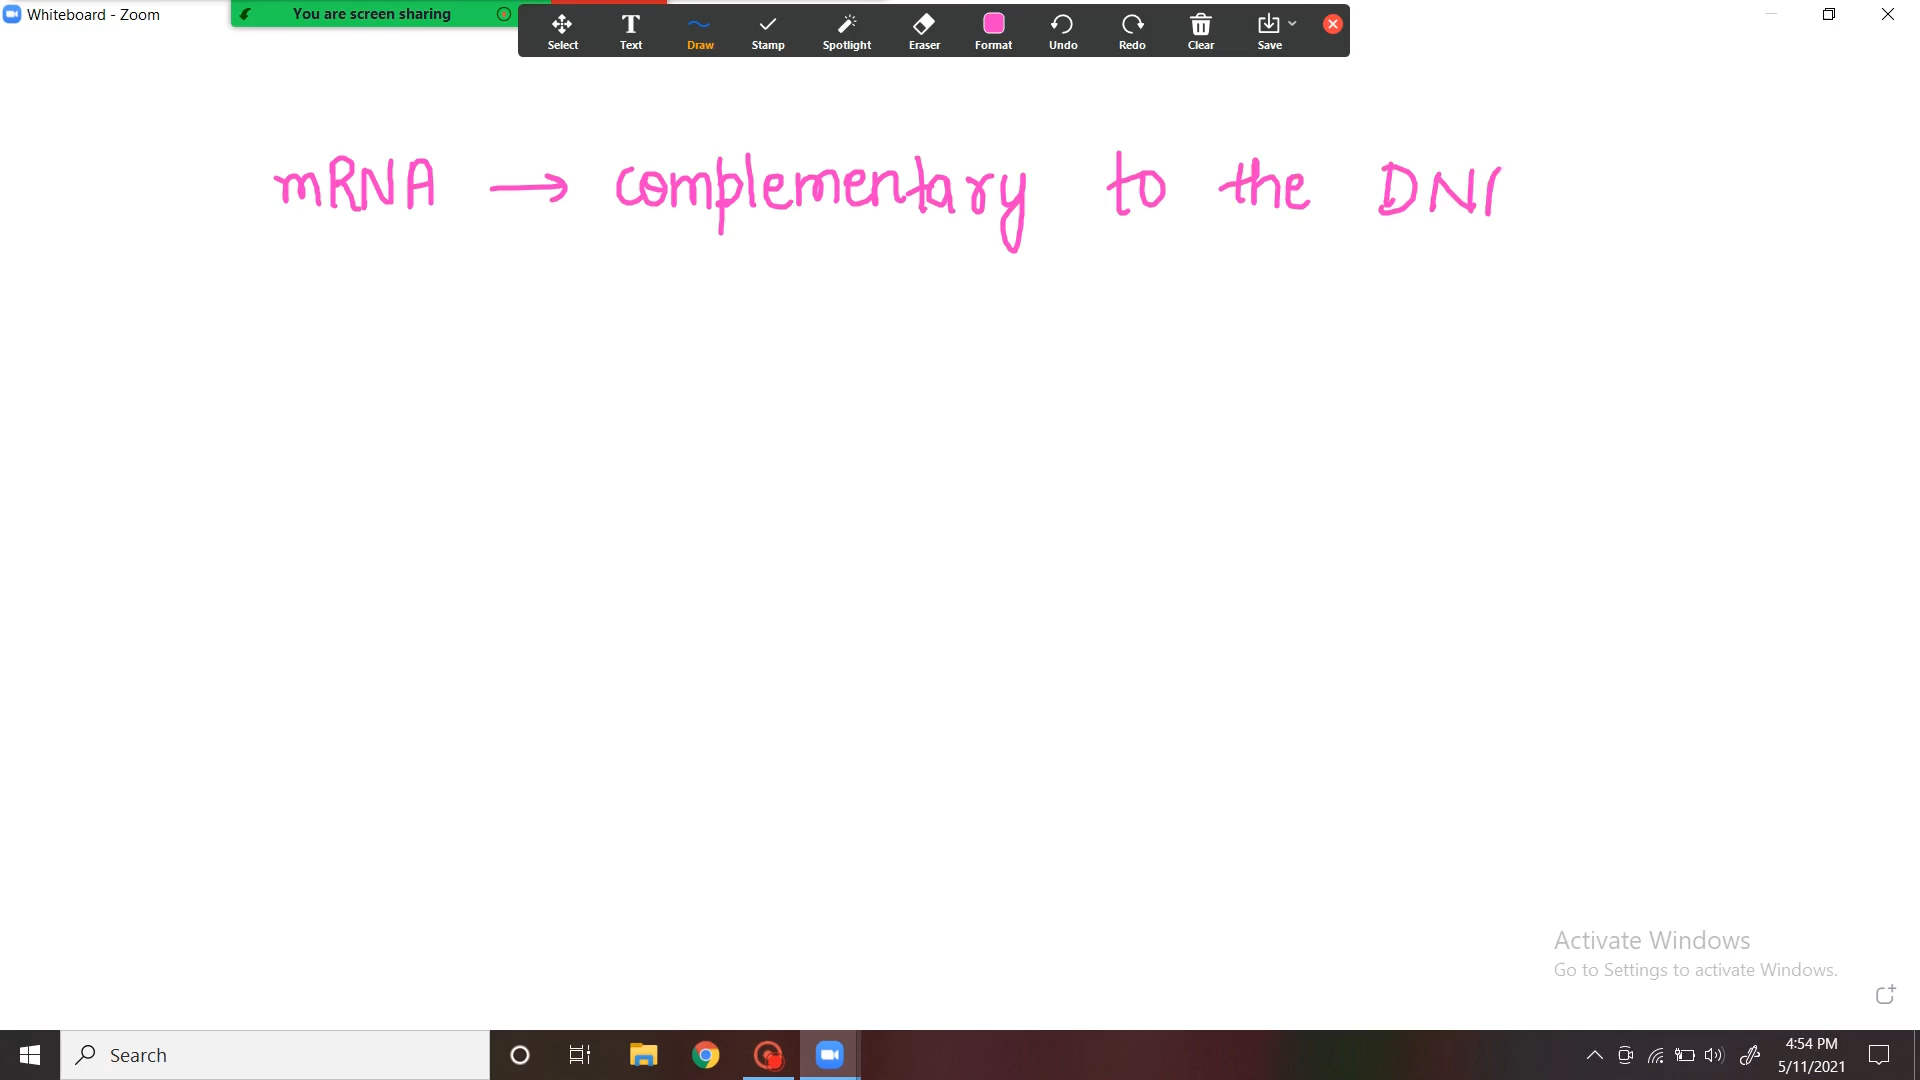 Whiteboard - Zoom
You are screen sharing
Select Text Draw Stamp Spotlight Eraser Format Undo Redo Clear Save
mRNA → complementary to the DN
Activate Windows
Go to Settings to activate Windows.
Search
4:54 PM
5/11/2021